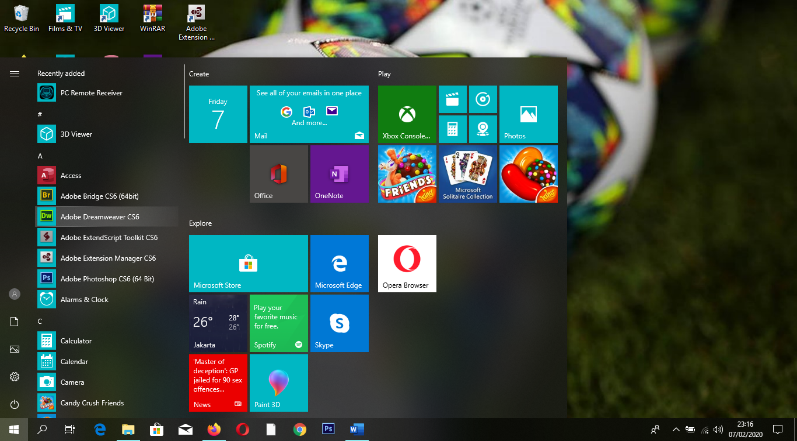 Recycle Bin
Films & TV
3D Viewer
WinRAR
Adobe
Extension ...
Recently added
PC Remote Receiver
#
3D Viewer
A
Access
Adobe Bridge CS6 (64bit)
Adobe Dreamweaver CS6
Adobe ExtendScript Toolkit CS6
Adobe Extension Manager CS6
Adobe Photoshop CS6 (64 Bit)
Alarms & Clock
C
Calculator
Calendar
Camera
Candy Crush Friends
Create
Friday
7
See all of your emails in one place
And more...
Mail
Office
OneNote
Play
Xbox Console...
Photos
FRIENDS
Microsoft
Solitaire Collection
Explore
Microsoft Store
Microsoft Edge
Opera Browser
Rain
26°
28°
26°
Jakarta
Play your
favorite music
for free.
Spotify
Skype
'Master of
deception': GP
jailed for 90 sex
offences...
News
Paint 3D
23:16
07/02/2020